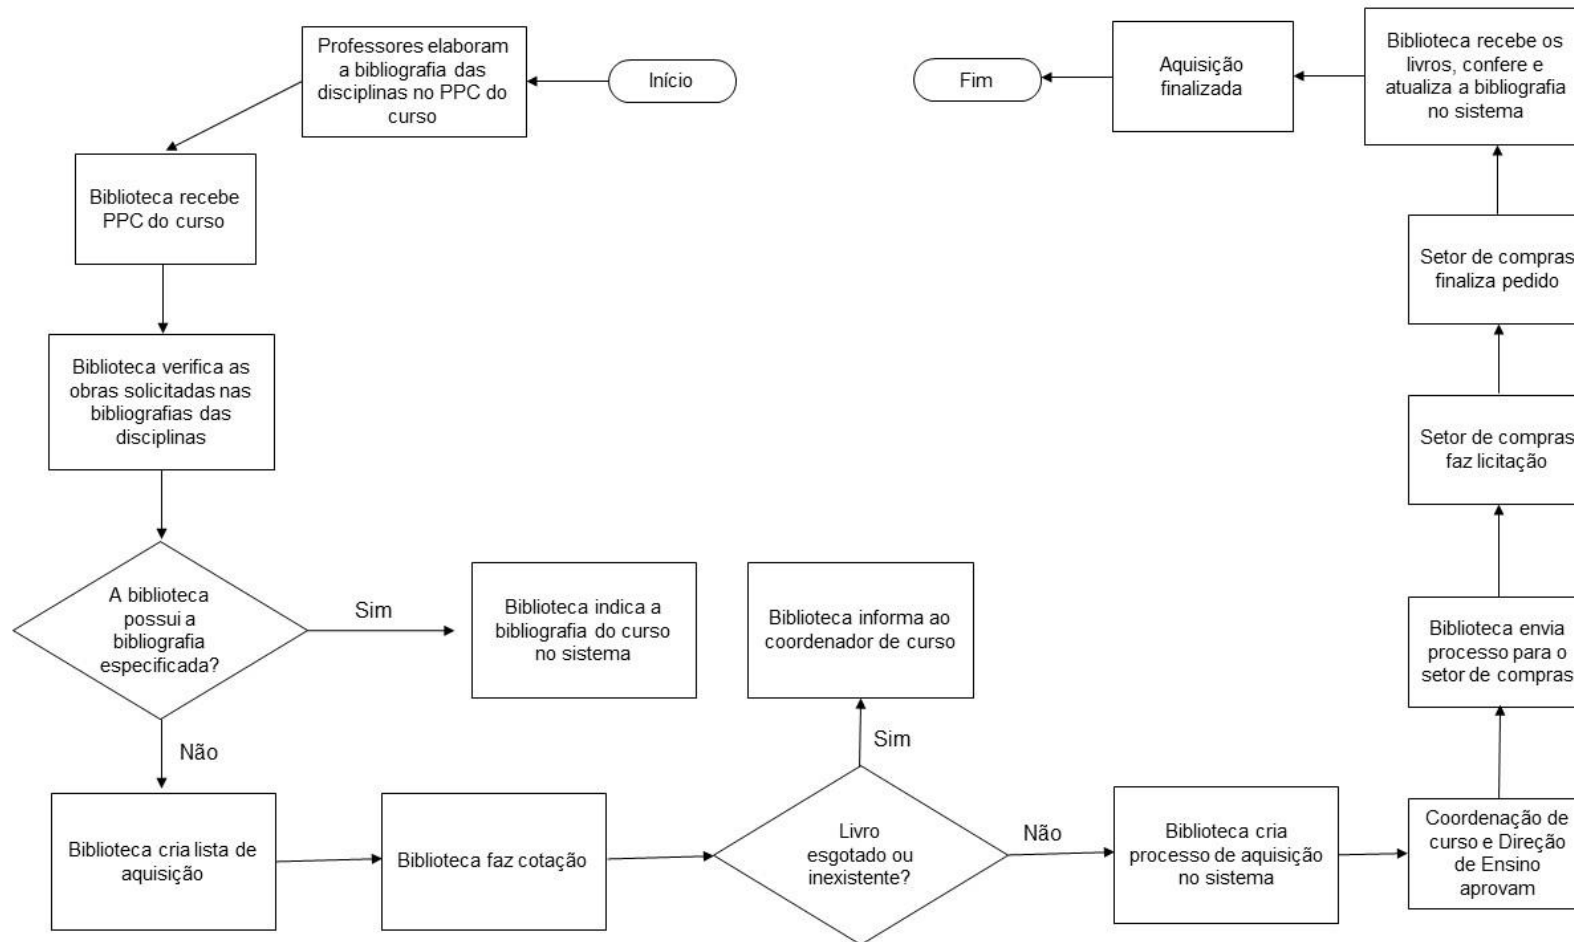 Início
Professores elaboram
a bibliografia das
disciplinas no PPC do
curso
Biblioteca recebe
PPC do curso
Biblioteca verifica as
obras solicitadas nas
bibliografias das
disciplinas
A biblioteca
possui a
bibliografia
especificada?
Sim
Biblioteca indica a
bibliografia do curso
no sistema
Não
Biblioteca cria lista de
aquisição
Biblioteca faz cotação
Livro
esgotado ou
inexistente?
Sim
Biblioteca informa ao
coordenador de curso
Não
Biblioteca cria
processo de aquisição
no sistema
Coordenação de
curso e Direção
de Ensino
aprovam
Biblioteca envia
processo para o
setor de compras
Setor de compras
faz licitação
Setor de compras
finaliza pedido
Biblioteca recebe os
livros, confere e
atualiza a bibliografia
no sistema
Aquisição
finalizada
Fim